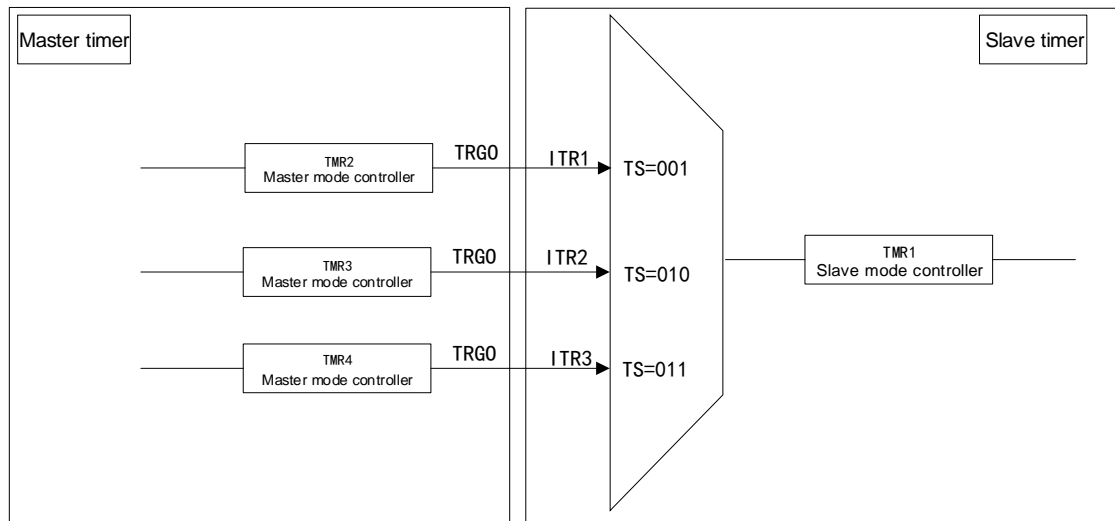 Master timer
Slave timer
TMR2
Master mode controller
TRGO
ITR1
TS=001
TMR3
Master mode controller
TRGO
ITR2
TS=010
TMR1
Slave mode controller
TMR4
Master mode controller
TRGO
ITR3
TS=011